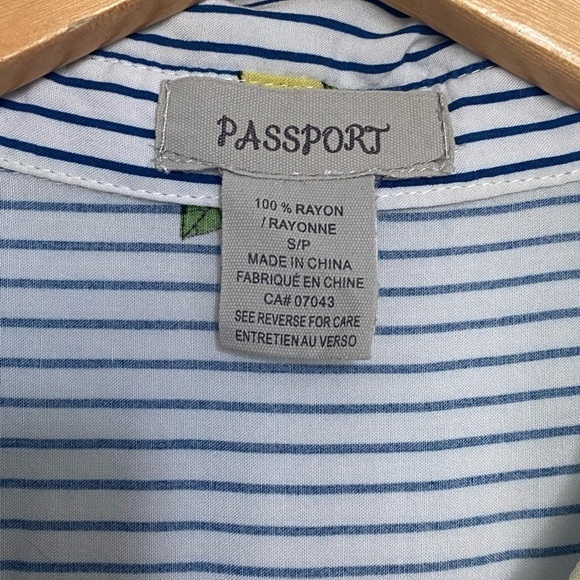 PASSPORT
100 % RAYON
/ RAYONNE
S/P
MADE IN CHINA
FABRIQUÉ EN CHINE
CA# 07043
SEE REVERSE FOR CARE
ENTRETIEN AU VERSO